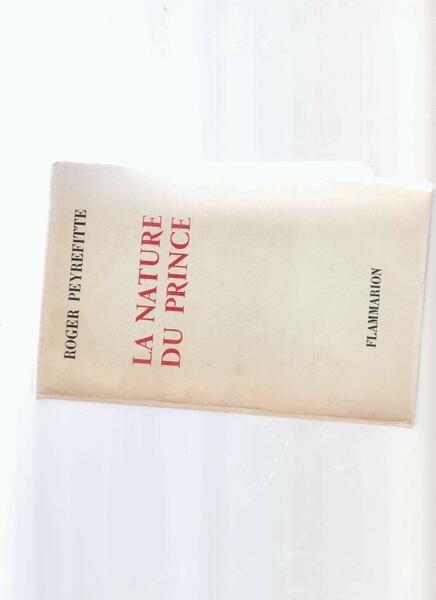 ROGER PEYREFITTE
LA NATURE
DU PRINCE
FLAMMARION